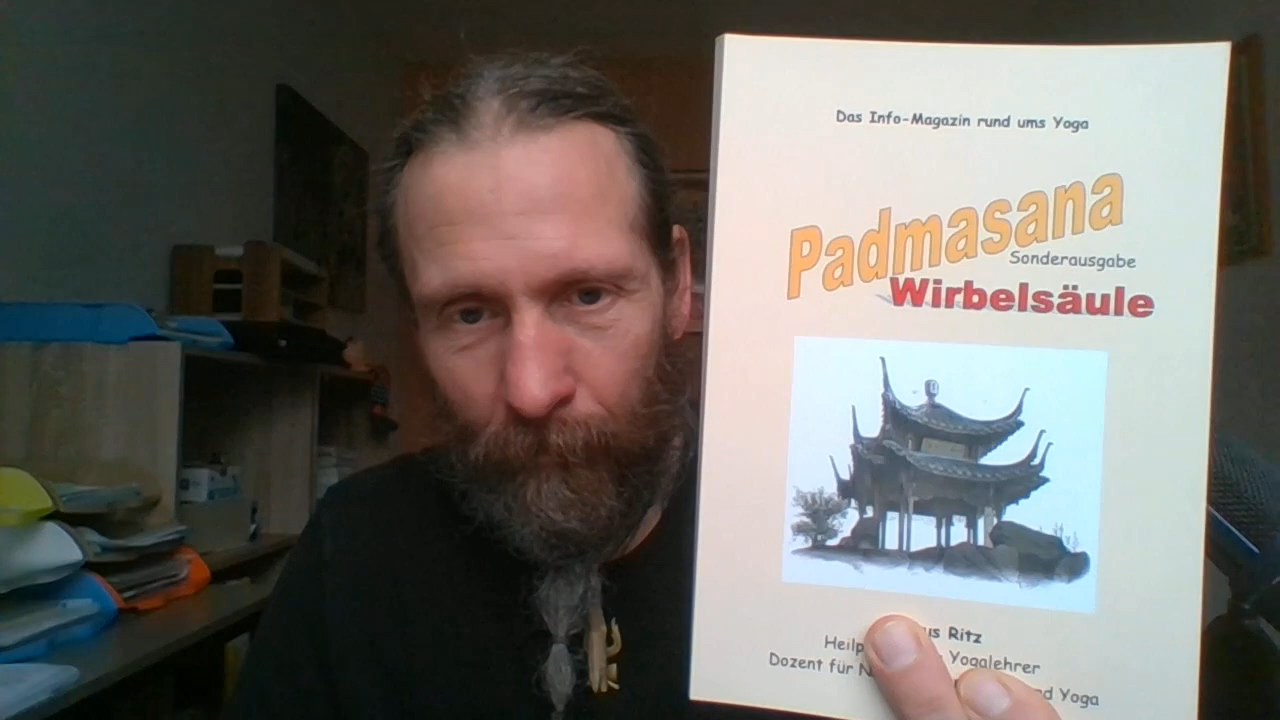 Das Info-Magazin rund ums Yoga
Padmasana
Sonderausgabe
Wirbelsäule
Ritz
Yogalehrer
Dozent für
Yoga